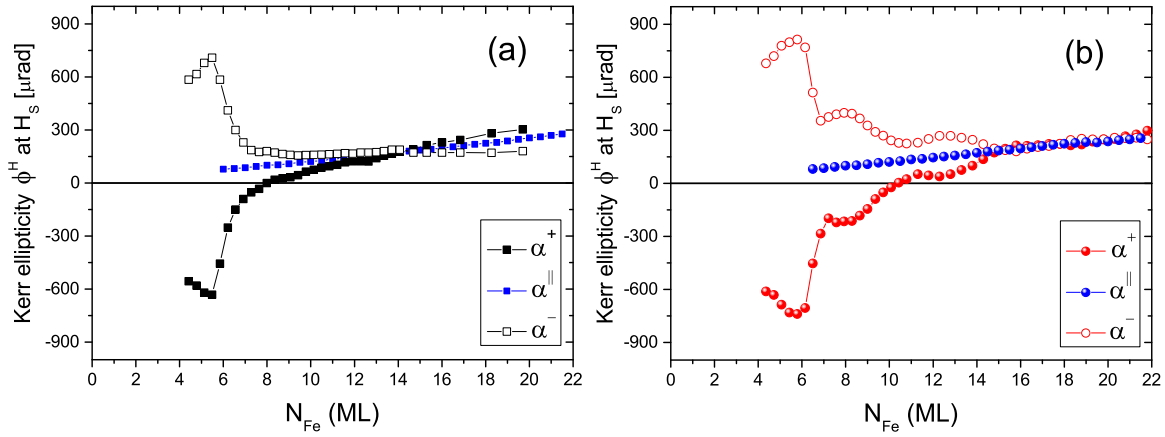 900
600
300
0
-300
-600
-900
Kerr ellipticity ϕᴴ at H_S [μrad]
(a)
α⁺
α^||
α⁻
0 2 4 6 8 10 12 14 16 18 20 22
N_Fe (ML)
900
600
300
0
-300
-600
-900
Kerr ellipticity ϕᴴ at H_S [μrad]
(b)
α⁺
α^||
α⁻
0 2 4 6 8 10 12 14 16 18 20 22
N_Fe (ML)